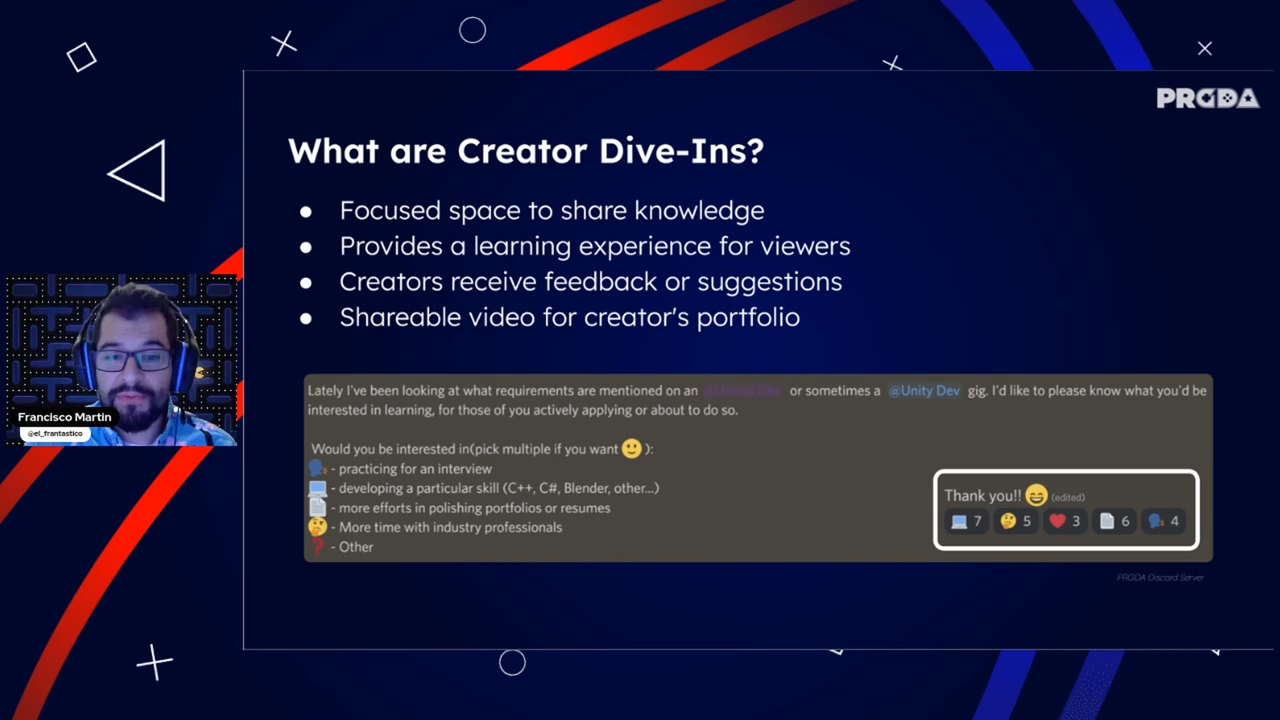 PRGDA
What are Creator Dive-Ins?
● Focused space to share knowledge
● Provides a learning experience for viewers
● Creators receive feedback or suggestions
● Shareable video for creator's portfolio
Francisco Martin
@el_frantastico
Lately I've been looking at what requirements are mentioned on an or sometimes a @Unity Dev gig. I'd like to please know what you'd be
interested in learning, for those of you actively applying or about to do so.
Would you be interested in(pick multiple if you want 🙂 ):
🗣️ - practicing for an interview
💻 - developing a particular skill (C++, C#, Blender, other...)
📄 - more efforts in polishing portfolios or resumes
🤔 - More time with industry professionals
❓ - Other
Thank you!! 😄 (edited)
💻 7 🤔 5 ❤️ 3 📄 6 🗣️ 4
PRGDA Discord Server